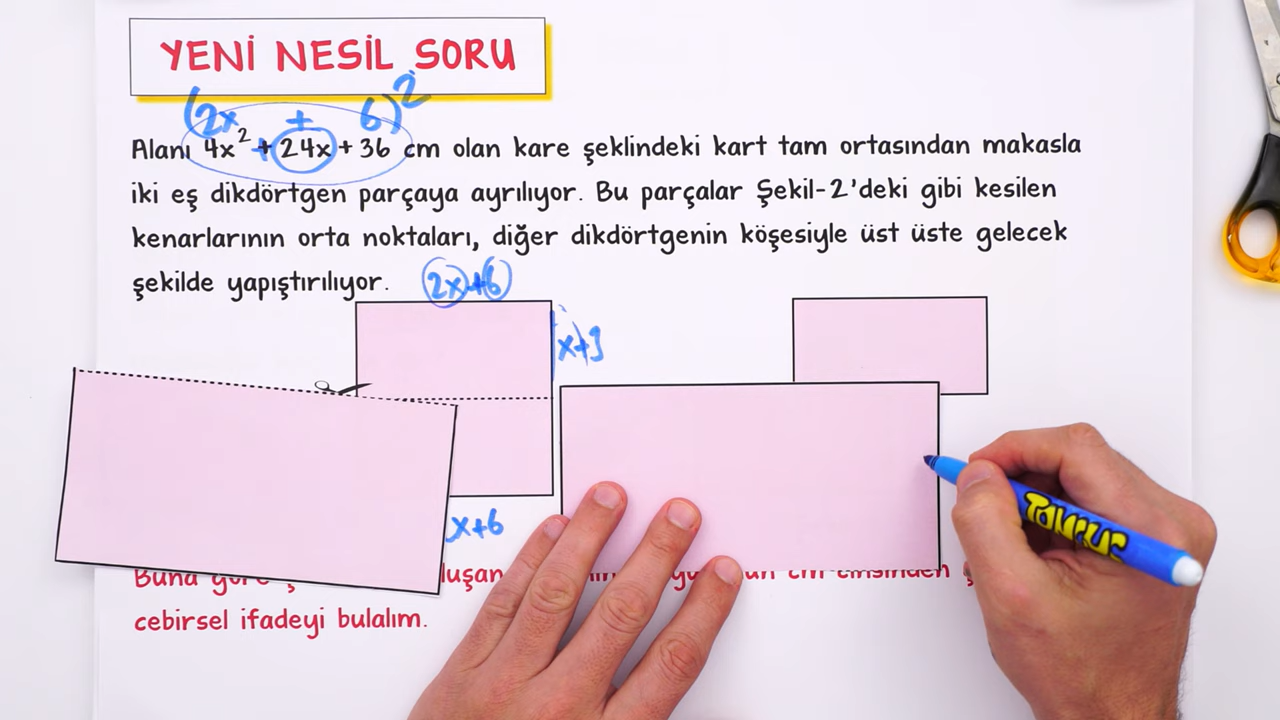 YENİ NESİL SORU
(2x + 6)²
Alanı 4x² + 24x + 36 cm olan kare şeklindeki kart tam ortasından makasla
iki eş dikdörtgen parçaya ayrılıyor. Bu parçalar Şekil-2'deki gibi kesilen
kenarlarının orta noktaları, diğer dikdörtgenin köşesiyle üst üste gelecek
şekilde yapıştırılıyor.
2x+6
x+3
x+6
Buna
cebirsel ifadeyi bulalım.